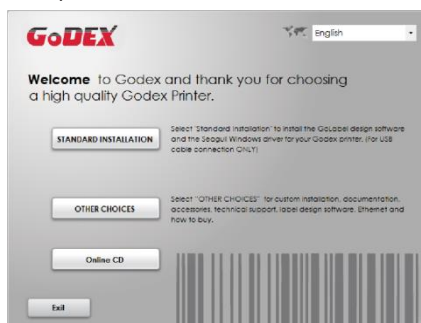 GoDEX
English
Welcome to Godex and thank you for choosing
a high quality Godex Printer.
STANDARD INSTALLATION
Select 'Standard Installation' to install the GoLabel design software
and the Seagull Windows driver for your Godex printer. (For USB
cable connection ONLY)
OTHER CHOICES
Select "OTHER CHOICES" for custom installation, documentation,
accessories, technical support, label design software, Ethernet and
how to buy.
Online CD
Exit